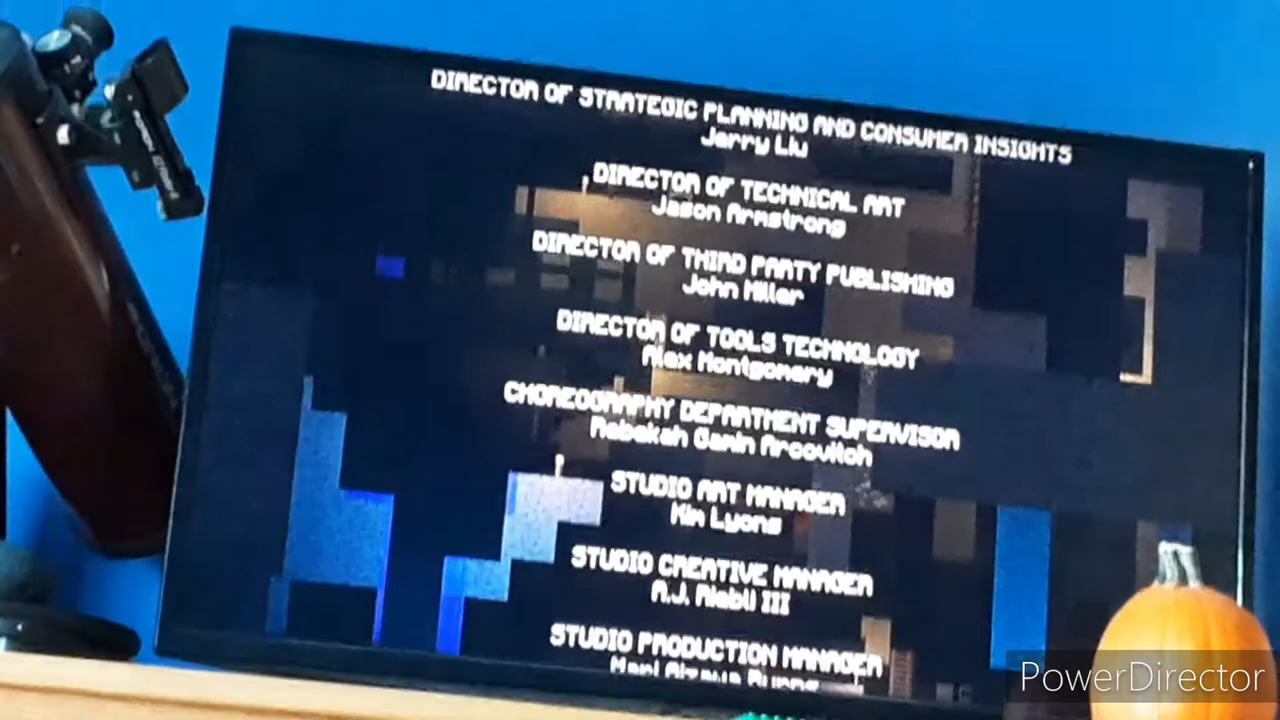 DIRECTOR OF STRATEGIC PLANNING AND CONSUMER INSIGHTS
Jerry Liu
DIRECTOR OF TECHNICAL ART
Jason Armstrong
DIRECTOR OF THIRD PARTY PUBLISHING
John Miller
DIRECTOR OF TOOLS TECHNOLOGY
Alex Montgomery
CHOREOGRAPHY DEPARTMENT SUPERVISOR
Rebekah Gamin Arcovitch
STUDIO ART MANAGER
Kim Lyons
STUDIO CREATIVE MANAGER
A.J. Riebli III
STUDIO PRODUCTION MANAGER
PowerDirector